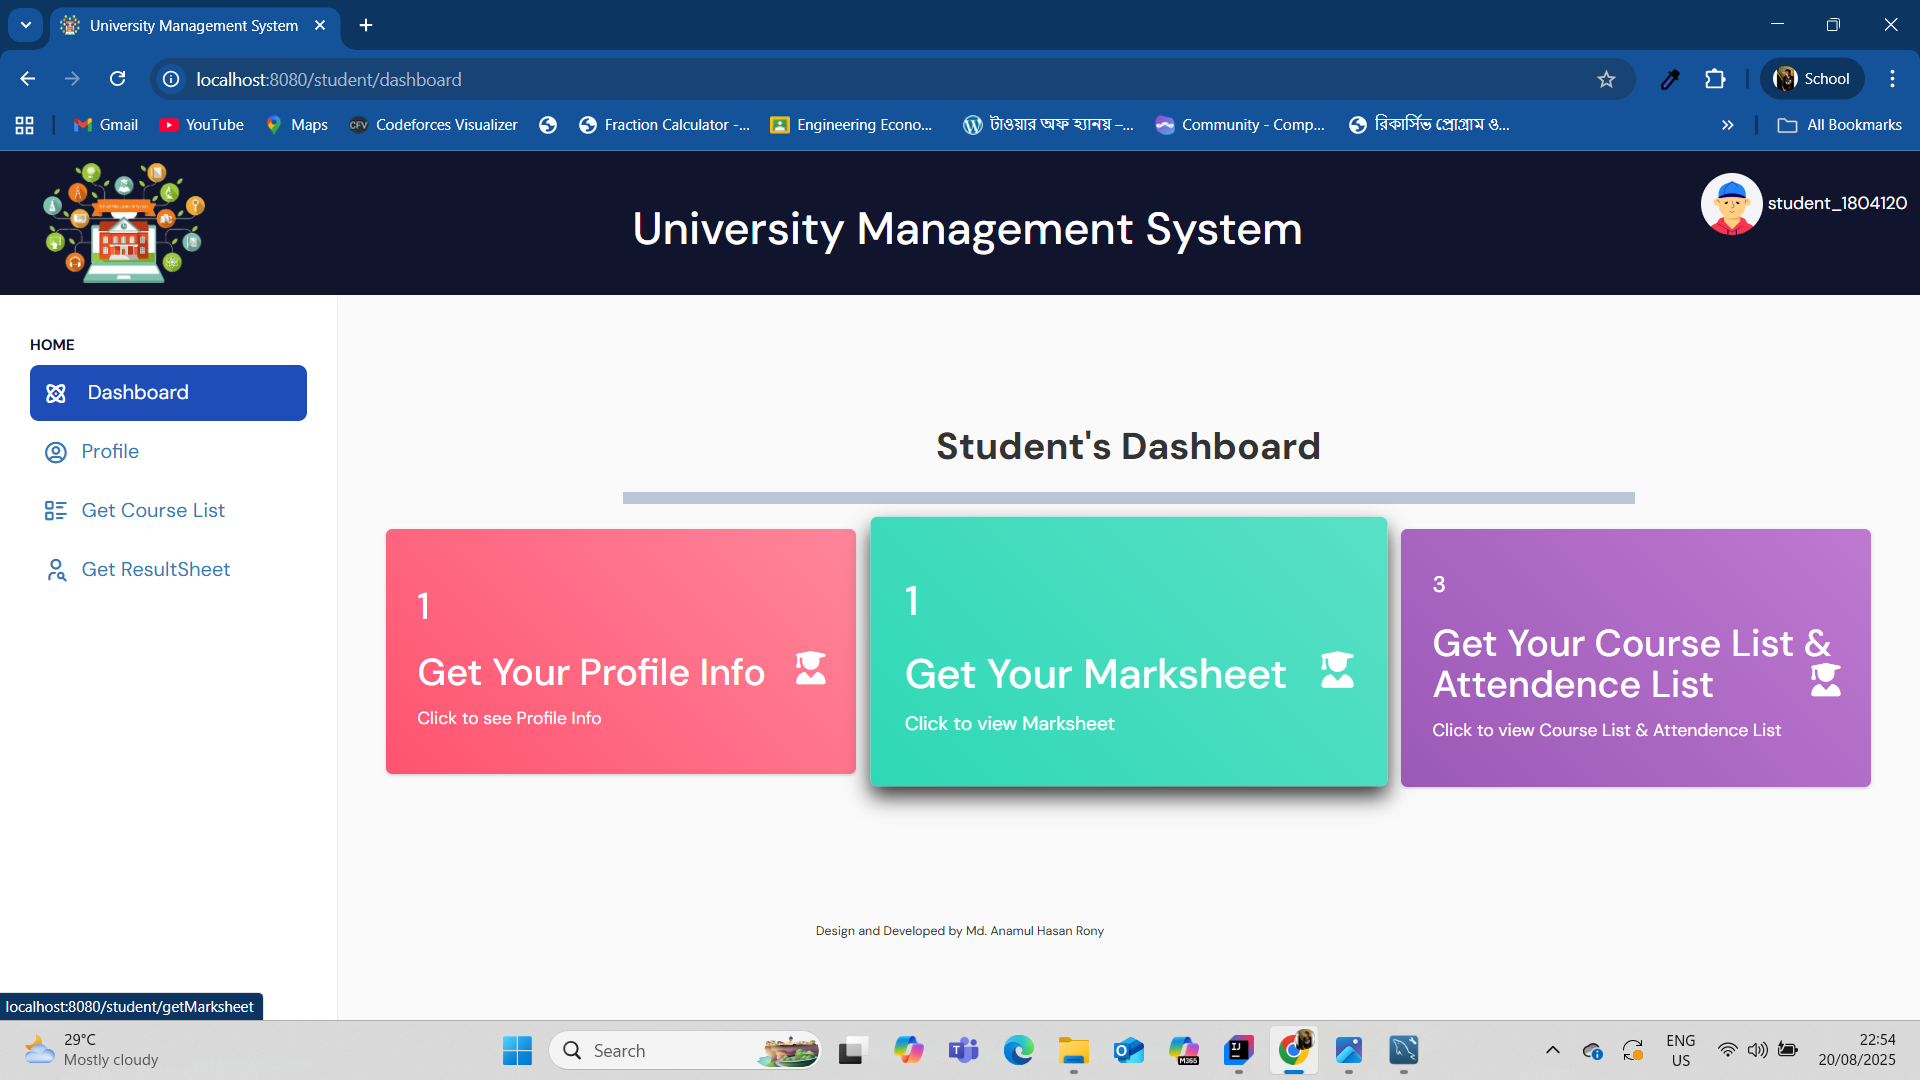 University Management System
localhost:8080/student/dashboard
School
Gmail
YouTube
Maps
CFV
Codeforces Visualizer
Fraction Calculator -...
Engineering Econo...
টাওয়ার অফ হ্যানয় –...
Community - Comp...
রিকার্সিভ প্রোগ্রাম ও...
All Bookmarks
University Management System
student_1804120
HOME
Dashboard
Profile
Get Course List
Get ResultSheet
Student's Dashboard
1
Get Your Profile Info
Click to see Profile Info
1
Get Your Marksheet
Click to view Marksheet
3
Get Your Course List &
Attendence List
Click to view Course List & Attendence List
Design and Developed by Md. Anamul Hasan Rony
localhost:8080/student/getMarksheet
29°C
Mostly cloudy
Search
M365
IJ
ENG
US
22:54
20/08/2025